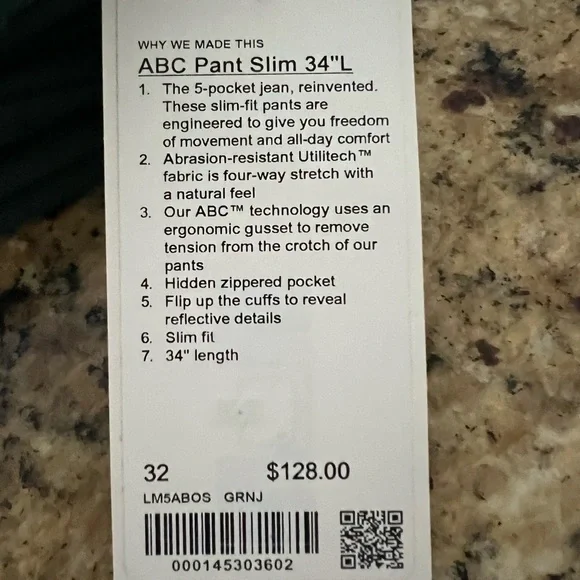 WHY WE MADE THIS
ABC Pant Slim 34"L
1. The 5-pocket jean, reinvented.
These slim-fit pants are
engineered to give you freedom
of movement and all-day comfort
2. Abrasion-resistant Utilitech™
fabric is four-way stretch with
a natural feel
3. Our ABC™ technology uses an
ergonomic gusset to remove
tension from the crotch of our
pants
4. Hidden zippered pocket
5. Flip up the cuffs to reveal
reflective details
6. Slim fit
7. 34" length
32 $128.00
LM5ABOS GRNJ
000145303602